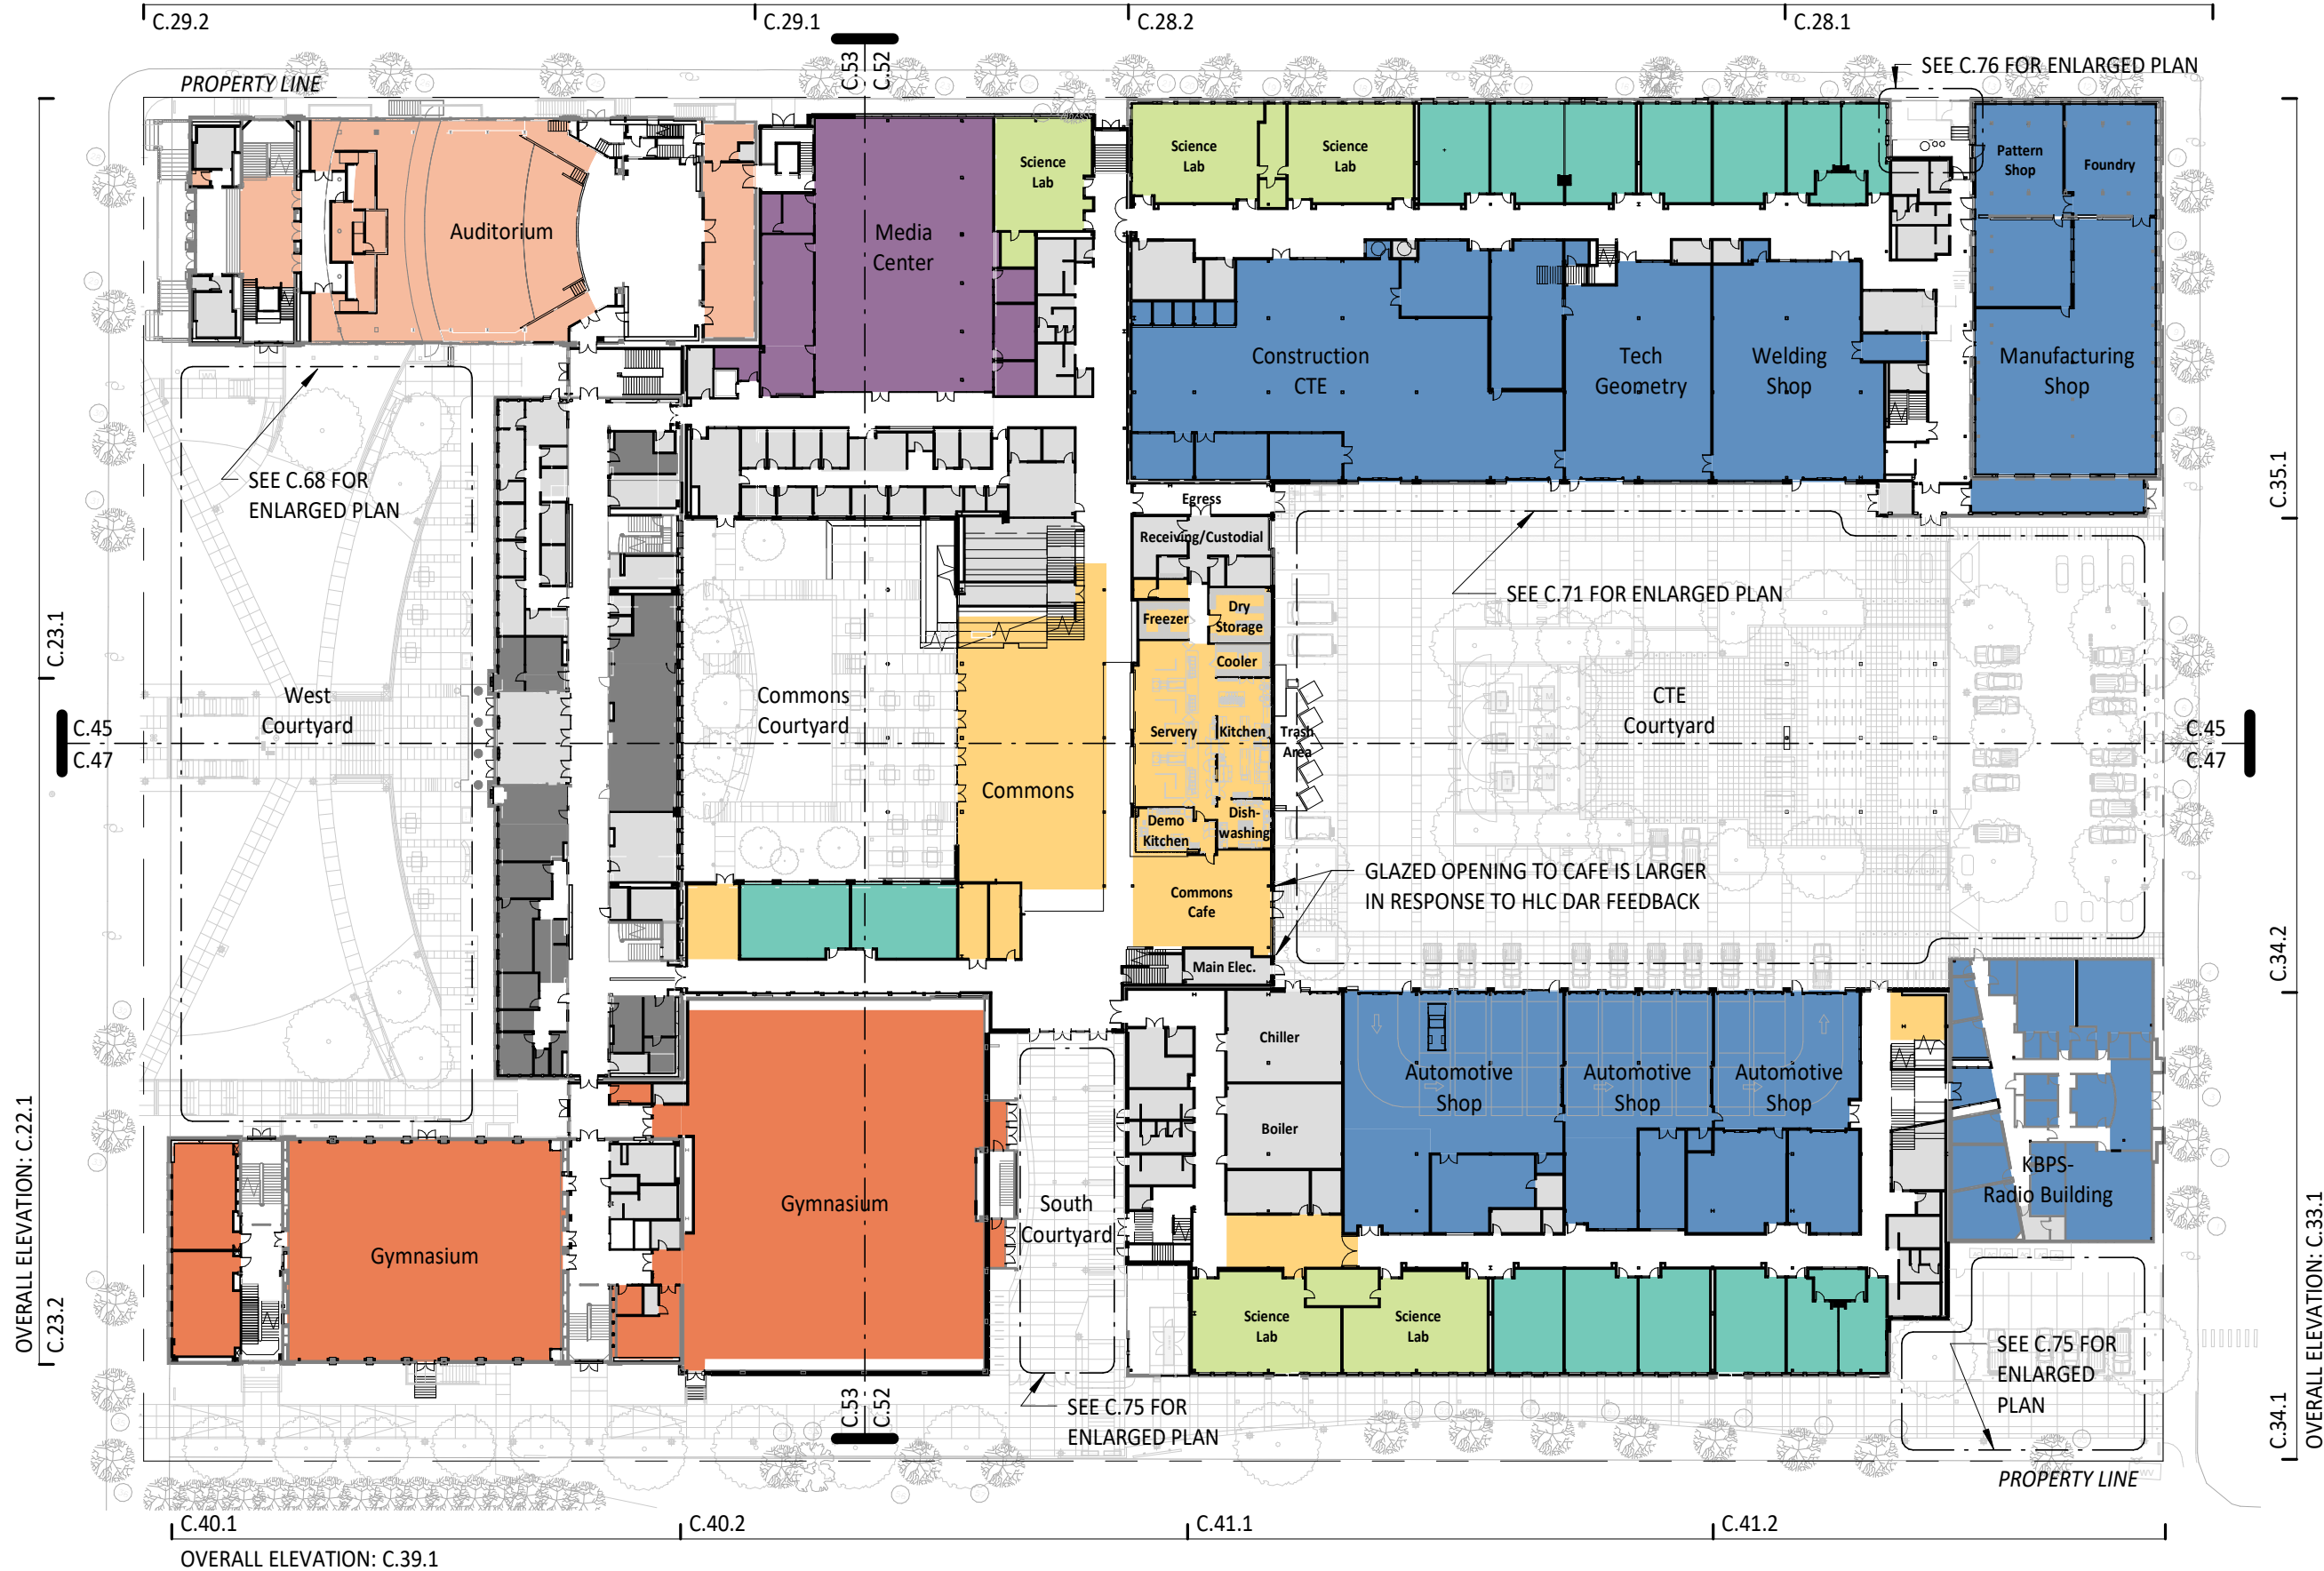 C.29.2
C.29.1
C.28.2
C.28.1
C.53
C.52
PROPERTY LINE
SEE C.76 FOR ENLARGED PLAN
Auditorium
Media
Center
Science
Lab
Science
Lab
Science
Lab
Pattern
Shop
Foundry
Construction
CTE
Tech
Geometry
Welding
Shop
Manufacturing
Shop
SEE C.68 FOR
ENLARGED PLAN
C.35.1
Egress
Receiving/Custodial
SEE C.71 FOR ENLARGED PLAN
Freezer
Dry
Storage
Cooler
C.23.1
West
Courtyard
Commons
Courtyard
Commons
Servery
Kitchen
Trash
Area
CTE
Courtyard
C.45
C.47
C.45
C.47
Demo
Kitchen
Dish-
washing
Commons
Cafe
GLAZED OPENING TO CAFE IS LARGER
IN RESPONSE TO HLC DAR FEEDBACK
Main Elec.
C.34.2
Chiller
Boiler
Automotive
Shop
Automotive
Shop
Automotive
Shop
KBPS-
Radio Building
Gymnasium
Gymnasium
South
Courtyard
Science
Lab
Science
Lab
OVERALL ELEVATION: C.22.1
C.23.2
SEE C.75 FOR
ENLARGED
PLAN
SEE C.75 FOR
ENLARGED PLAN
C.53
C.52
C.34.1
OVERALL ELEVATION: C.33.1
PROPERTY LINE
C.40.1
C.40.2
C.41.1
C.41.2
OVERALL ELEVATION: C.39.1